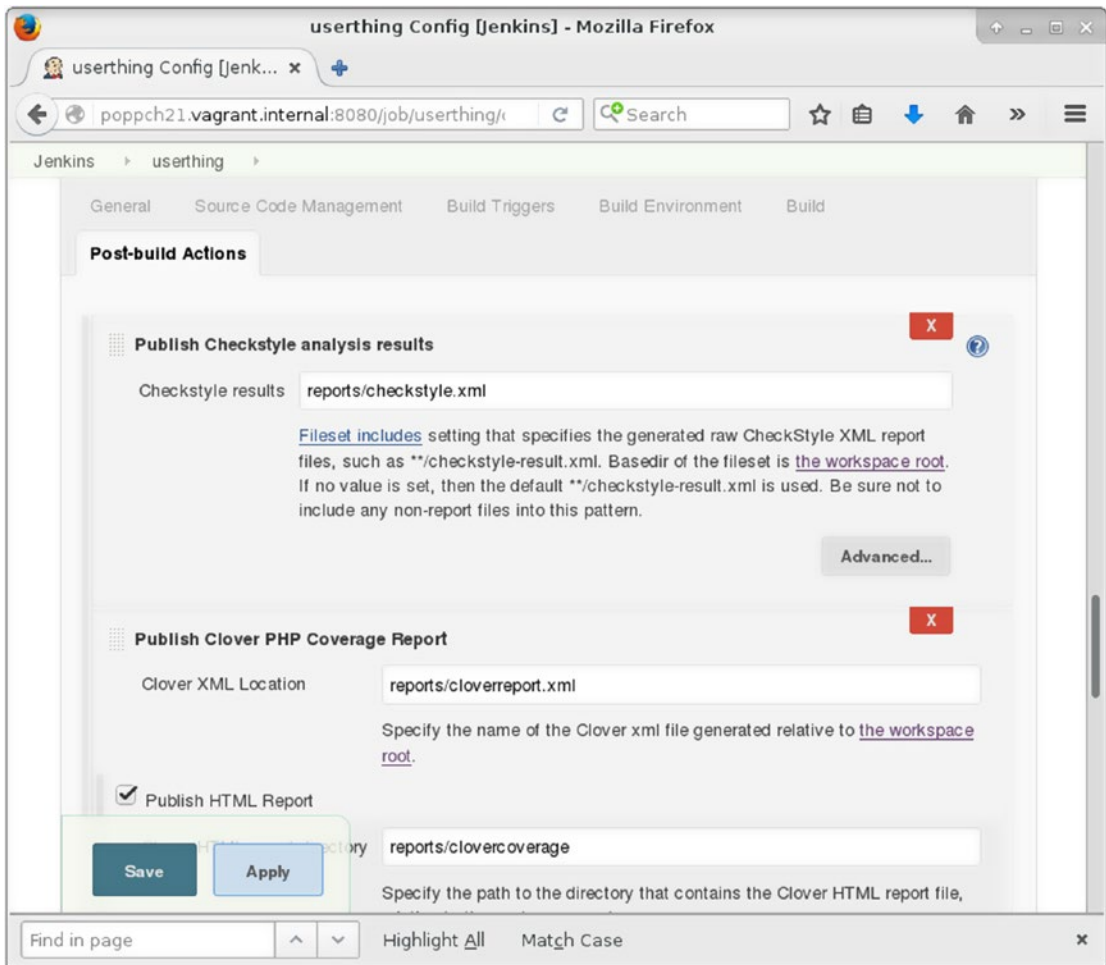 userthing Config [Jenkins] - Mozilla Firefox
userthing Config [Jenk...
poppch21.vagrant.internal:8080/job/userthing/
Search
Jenkins
userthing
General Source Code Management Build Triggers Build Environment Build
Post-build Actions
X
Publish Checkstyle analysis results
Checkstyle results reports/checkstyle.xml
Fileset includes setting that specifies the generated raw CheckStyle XML report
files, such as **/checkstyle-result.xml. Basedir of the fileset is the workspace root.
If no value is set, then the default **/checkstyle-result.xml is used. Be sure not to
include any non-report files into this pattern.
Advanced...
X
Publish Clover PHP Coverage Report
Clover XML Location reports/cloverreport.xml
Specify the name of the Clover xml file generated relative to the workspace
root.
Publish HTML Report
reports/clovercoverage
Save Apply
Specify the path to the directory that contains the Clover HTML report file,
Find in page Highlight All Match Case